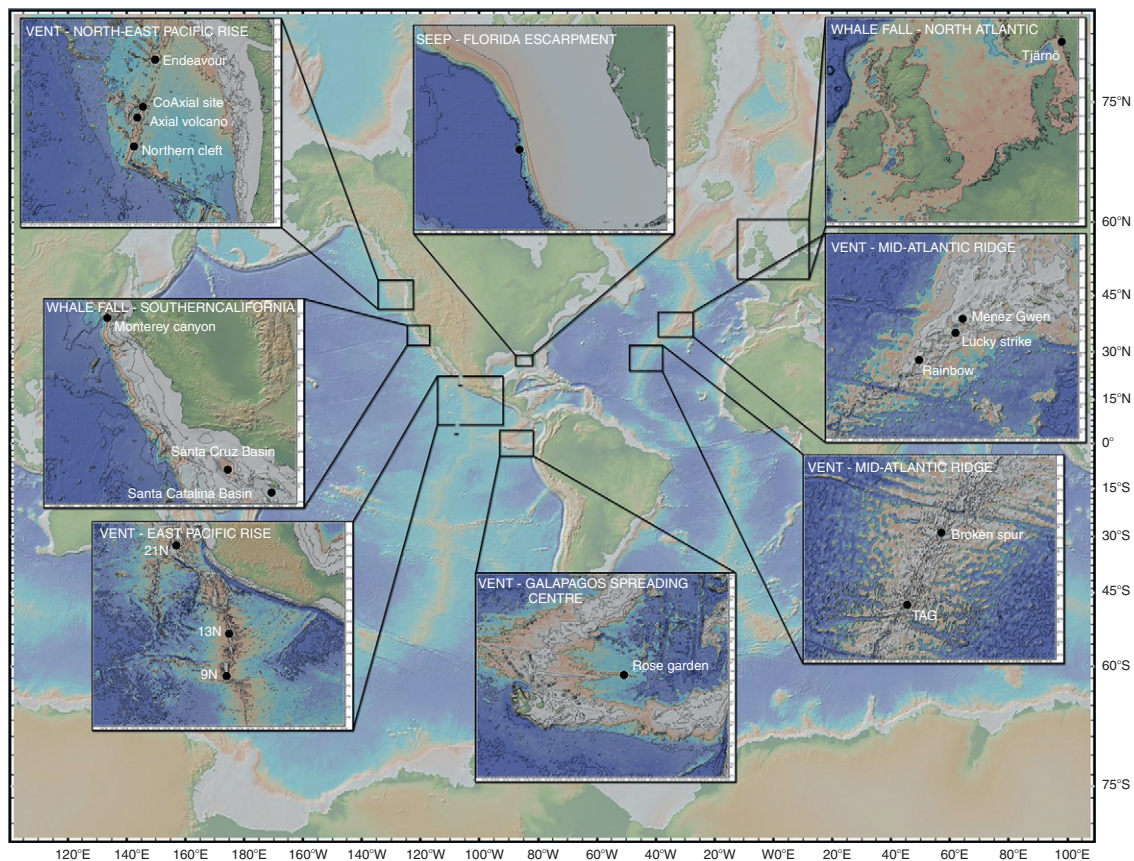 VENT - NORTH-EAST PACIFIC RISE
Endeavour
CoAxial site
Axial volcano
Northern cleft
SEEP - FLORIDA ESCARPMENT
WHALE FALL - NORTH ATLANTIC
Tjärnö
VENT - MID-ATLANTIC RIDGE
Menez Gwen
Lucky strike
Rainbow
WHALE FALL - SOUTHERNCALIFORNIA
Monterey canyon
Santa Cruz Basin
Santa Catalina Basin
VENT - MID-ATLANTIC RIDGE
Broken spur
TAG
VENT - EAST PACIFIC RISE
21N
13N
9N
VENT - GALAPAGOS SPREADING
CENTRE
Rose garden
75°N
60°N
45°N
30°N
15°N
0°
15°S
30°S
45°S
60°S
75°S
120°E 140°E 160°E 180°W 160°W 140°W 120°W 100°W 80°W 60°W 40°W 20°W W0°E 20°E 40°E 60°E 80°E 100°E